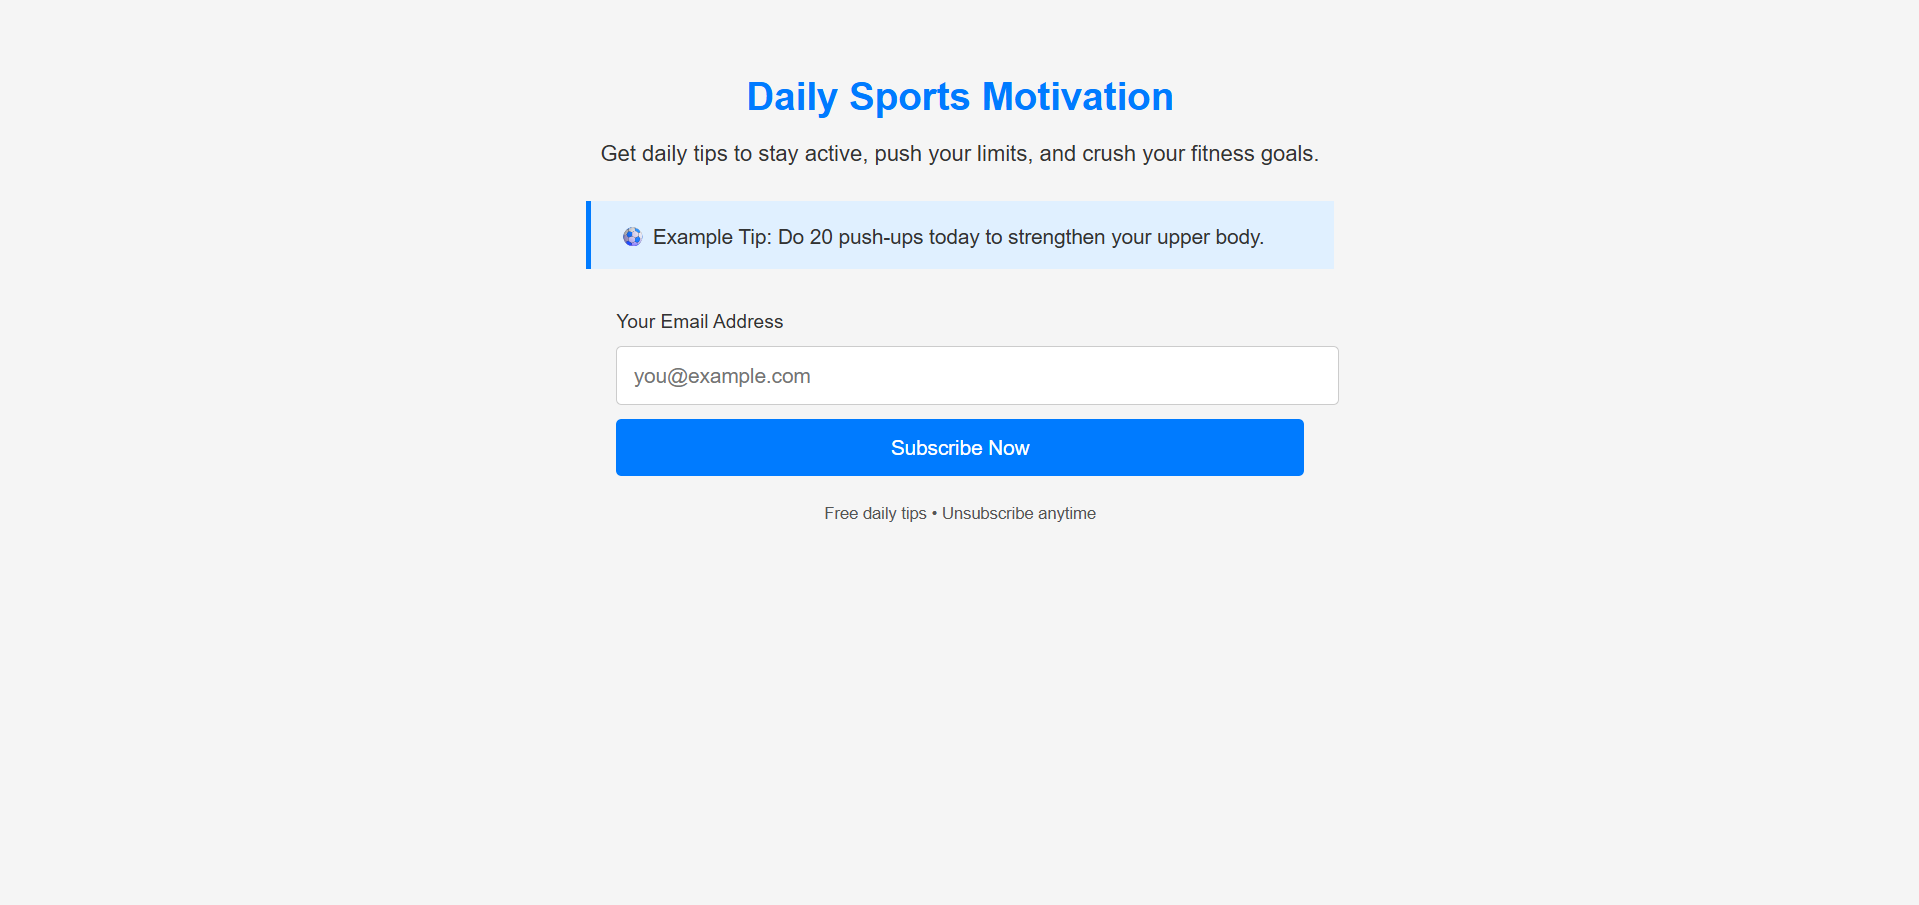 Daily Sports Motivation
Get daily tips to stay active, push your limits, and crush your fitness goals.
⚽ Example Tip: Do 20 push-ups today to strengthen your upper body.
Your Email Address
you@example.com
Subscribe Now
Free daily tips • Unsubscribe anytime